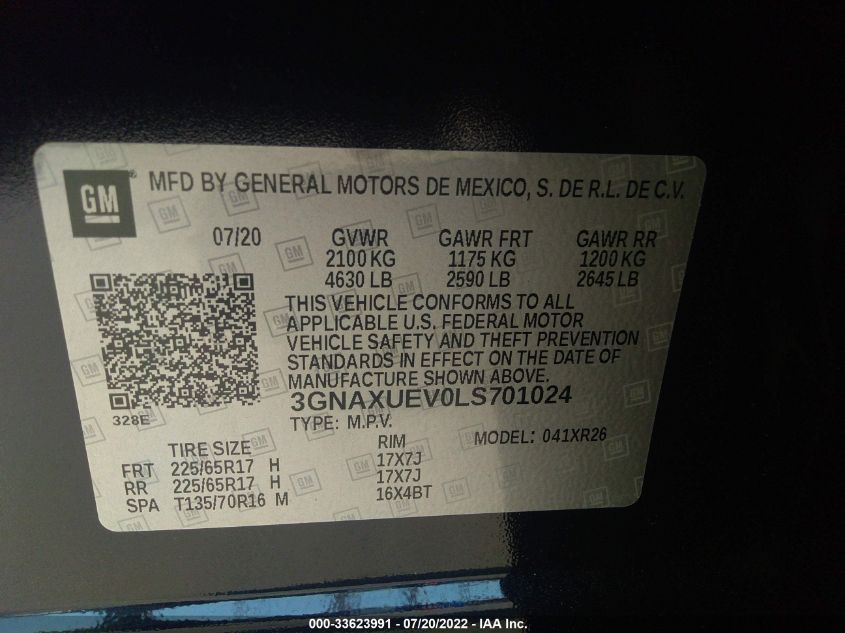 GM
MFD BY GENERAL MOTORS DE MEXICO, S. DE R.L. DE C.V.
07/20 GVWR GAWR FRT GAWR RR
2100 KG 1175 KG 1200 KG
4630 LB 2590 LB 2645 LB
THIS VEHICLE CONFORMS TO ALL
APPLICABLE U.S. FEDERAL MOTOR
VEHICLE SAFETY AND THEFT PREVENTION
STANDARDS IN EFFECT ON THE DATE OF
MANUFACTURE SHOWN ABOVE.
328E 3GNAXUEV0LS701024
TYPE: M.P.V. MODEL: 041XR26
TIRE SIZE RIM
FRT 225/65R17 H 17X7J
RR 225/65R17 H 17X7J
SPA T135/70R16 M 16X4BT
000-33623991 - 07/20/2022 - IAA Inc.